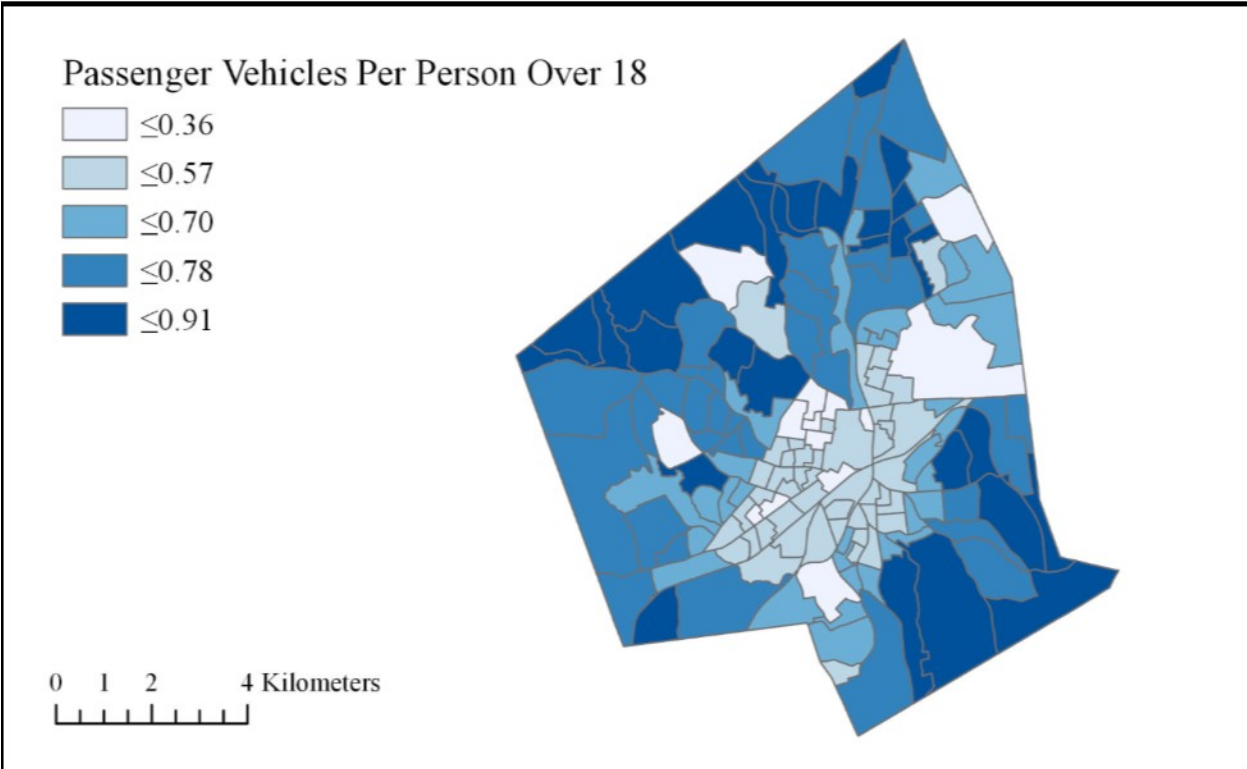 Passenger Vehicles Per Person Over 18
≤0.36
≤0.57
≤0.70
≤0.78
≤0.91
0 1 2 4 Kilometers